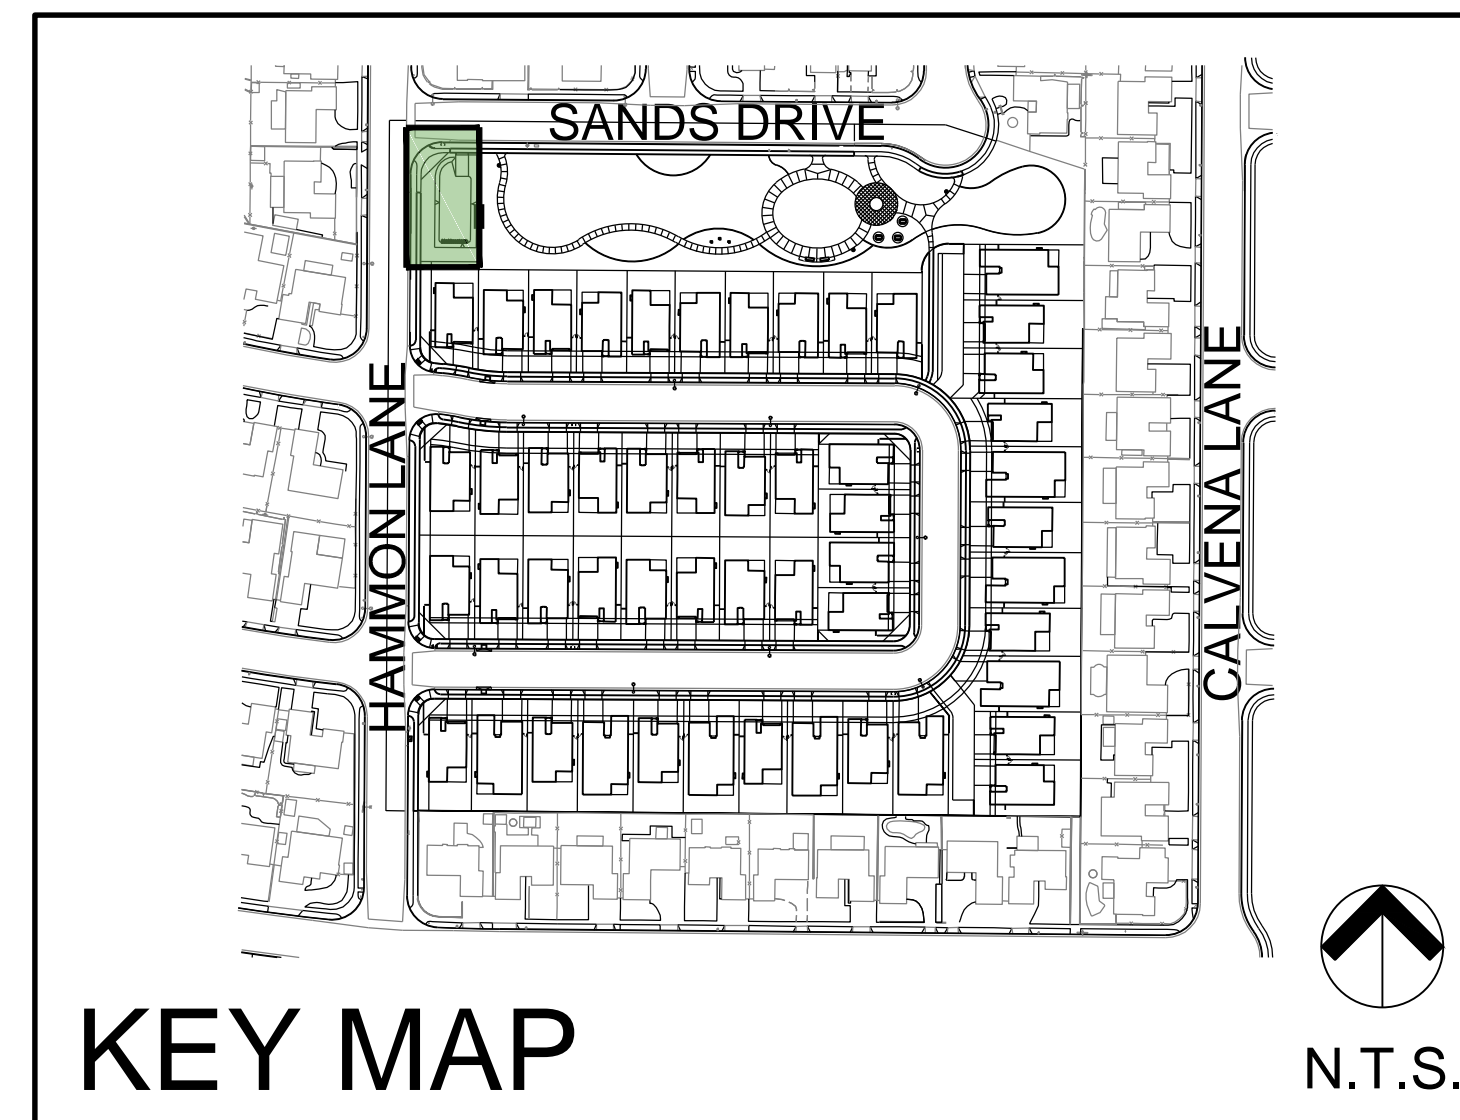 SANDS DRIVE
HAMMON LANE
CALVENA LANE
KEY MAP
N.T.S.